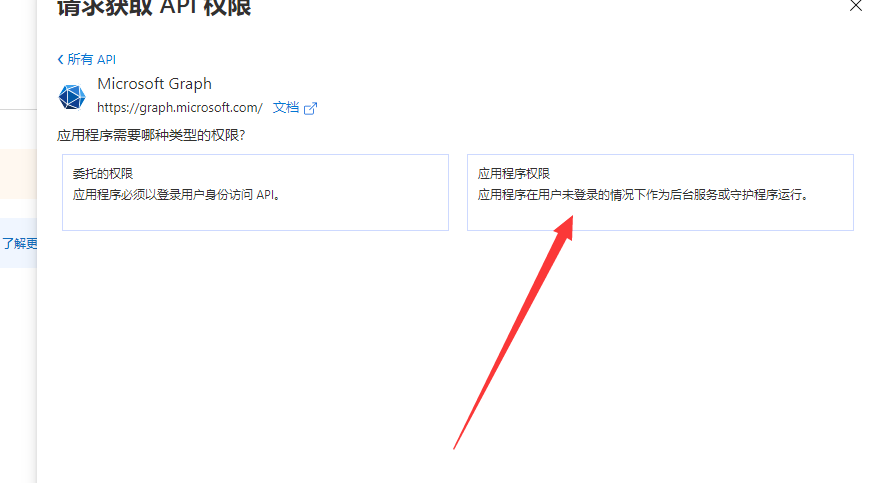 请求获取 API 权限
所有 API
Microsoft Graph
https://graph.microsoft.com/ 文档
应用程序需要哪种类型的权限?
委托的权限
应用程序必须以登录用户身份访问 API。
应用程序权限
应用程序在用户未登录的情况下作为后台服务或守护程序运行。
了解更